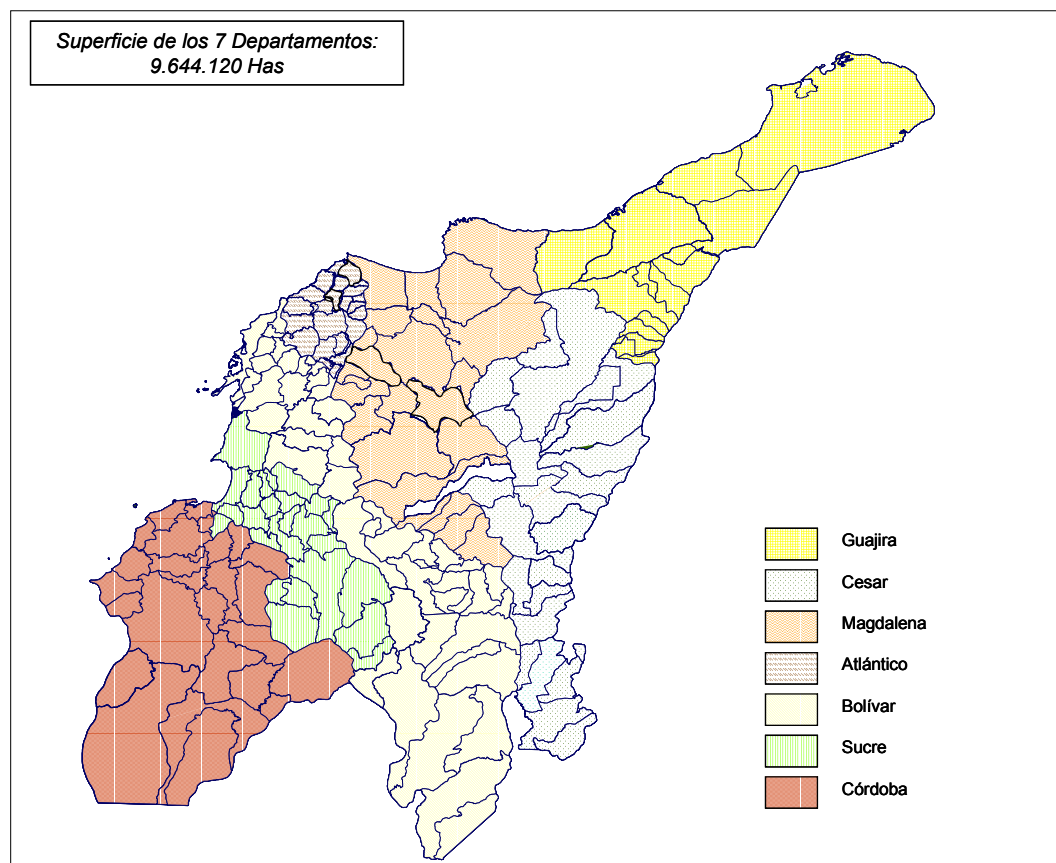 Superficie de los 7 Departamentos:
9.644.120 Has
Guajira
Cesar
Magdalena
Atlántico
Bolívar
Sucre
Córdoba